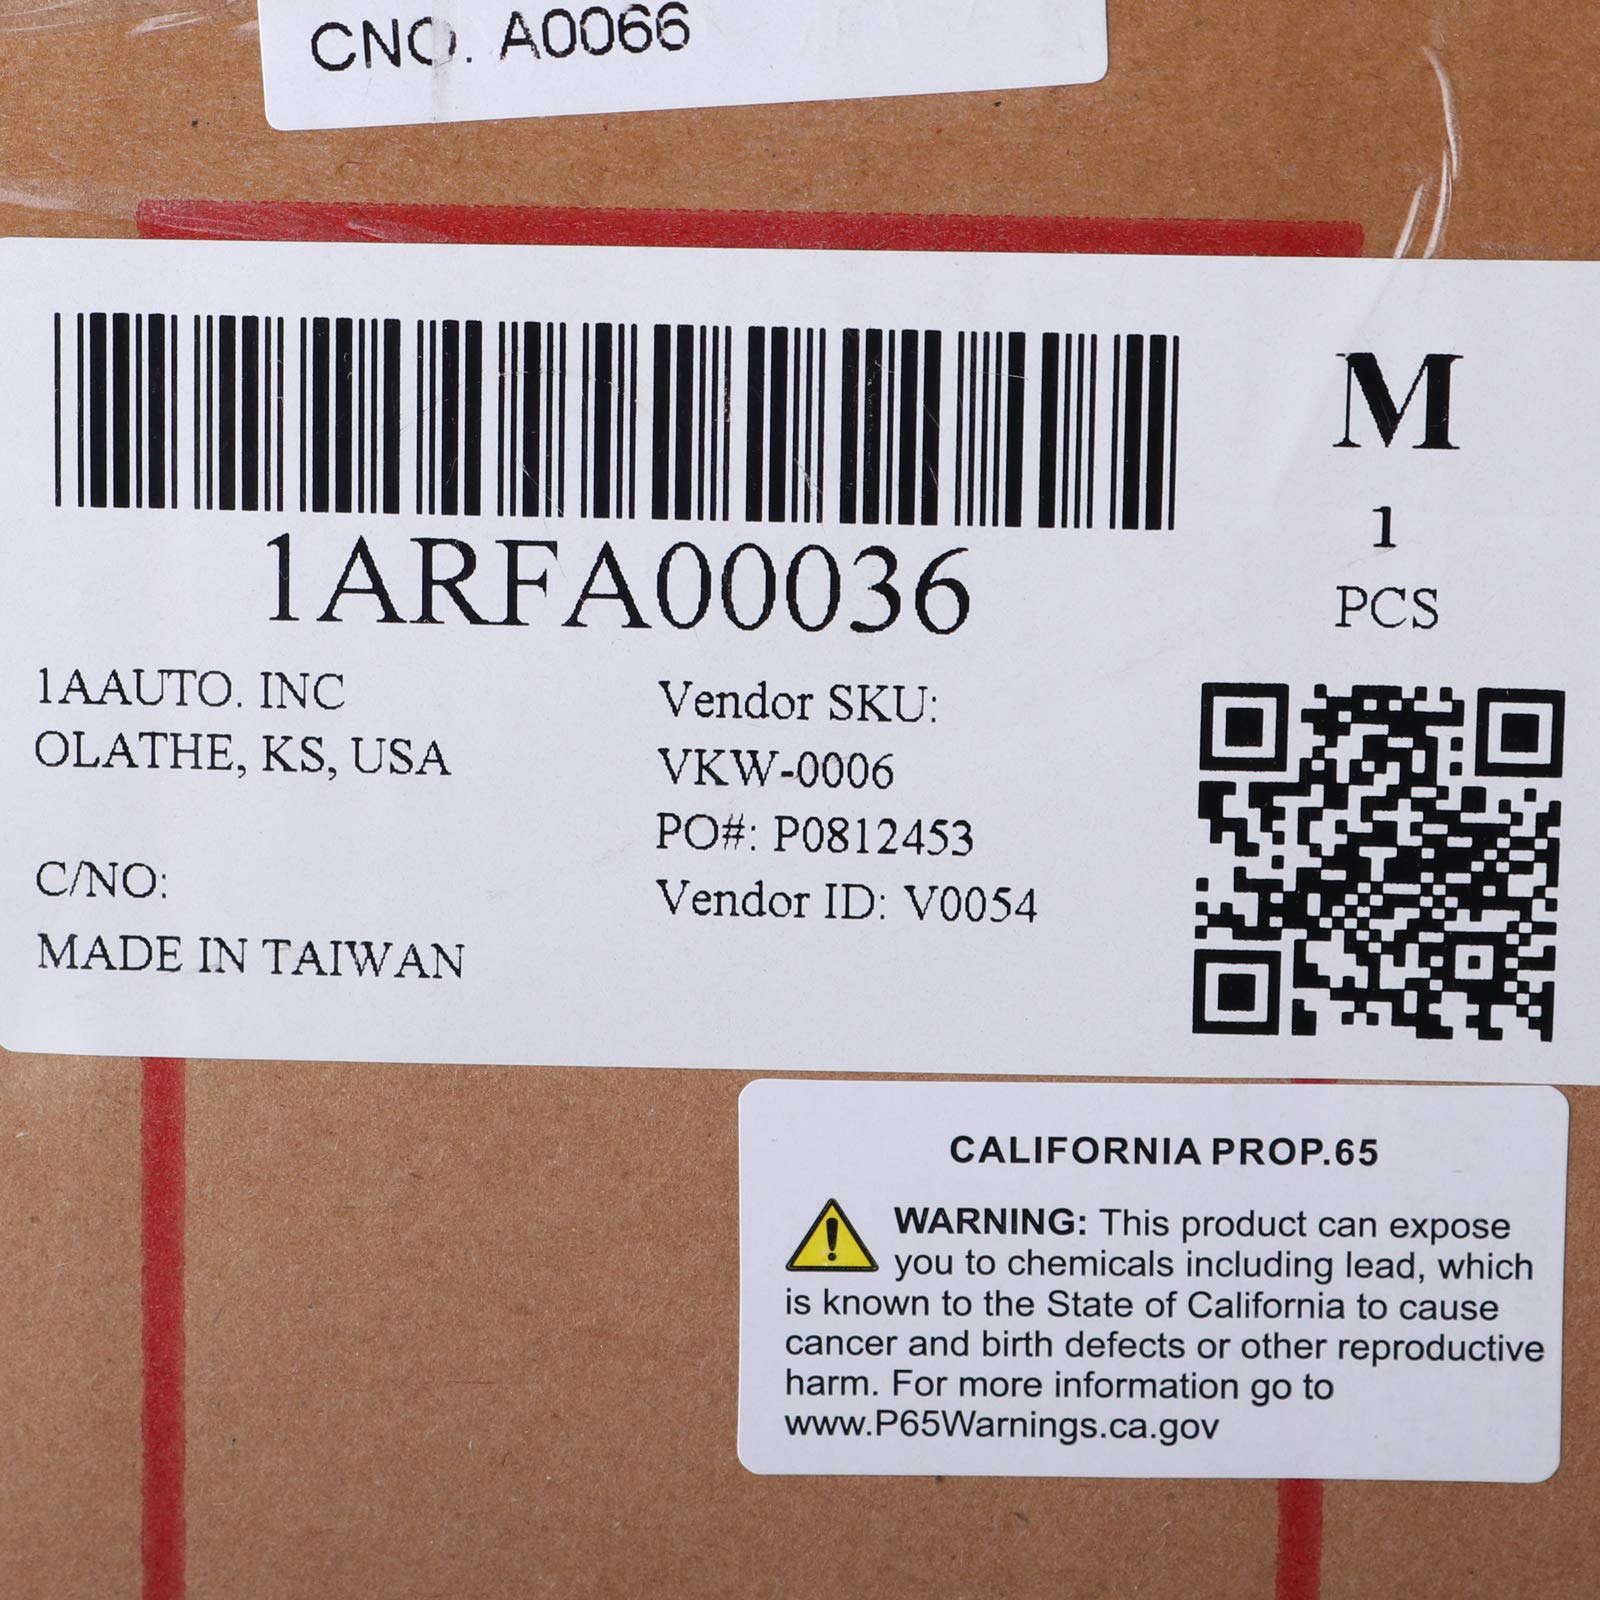 CNO. A0066
1ARFA00036
M
1
PCS
1AAUTO. INC
OLATHE, KS, USA
C/NO:
MADE IN TAIWAN
Vendor SKU:
VKW-0006
PO#: P0812453
Vendor ID: V0054
CALIFORNIA PROP.65
WARNING: This product can expose
you to chemicals including lead, which
is known to the State of California to cause
cancer and birth defects or other reproductive
harm. For more information go to
www.P65Warnings.ca.gov